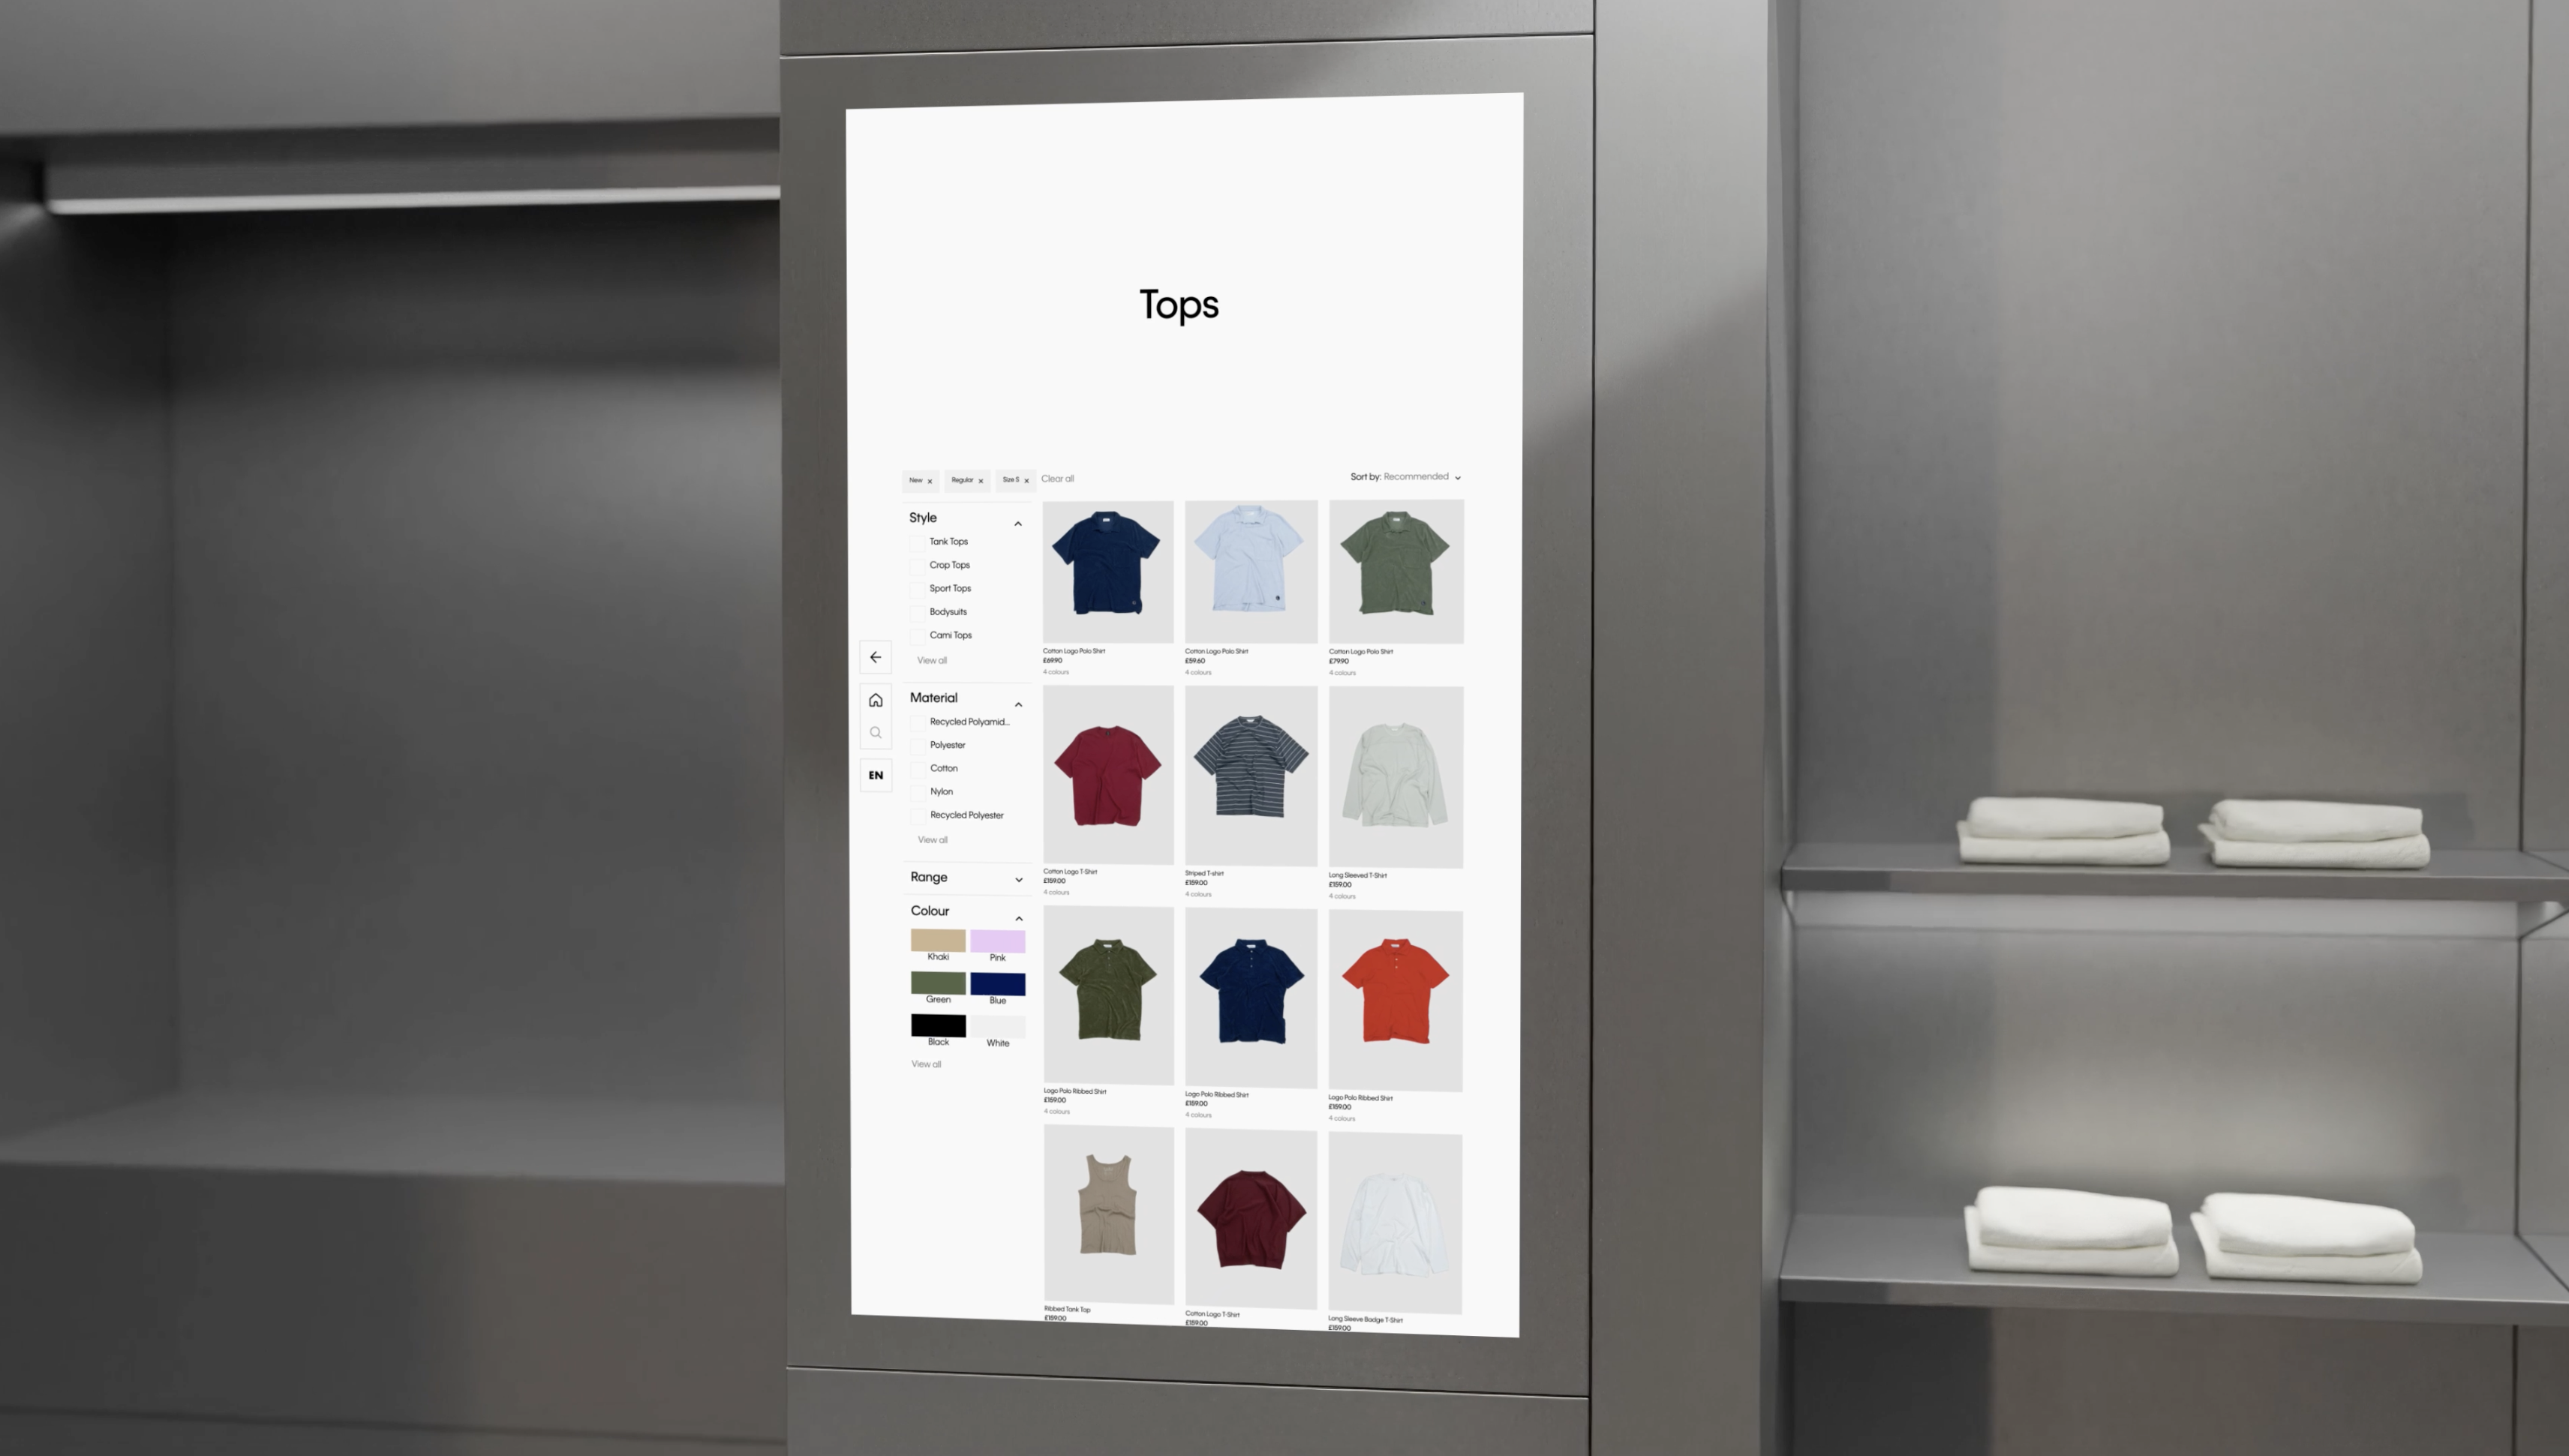 Tops
New
Regular
Size S
Clear all
Sort by: Recommended
Style
Tank Tops
Crop Tops
Sport Tops
Bodysuits
Cami Tops
View all
Material
Recycled Polyamid...
Polyester
Cotton
Nylon
Recycled Polyester
View all
Range
Colour
Khaki
Pink
Green
Blue
Black
White
View all
EN
Cotton Logo Polo Shirt
£69.90
4 colours
Cotton Logo Polo Shirt
£59.60
4 colours
Cotton Logo Polo Shirt
£79.90
4 colours
Cotton Logo T-Shirt
£159.00
4 colours
Striped T-shirt
£159.00
4 colours
Long Sleeved T-Shirt
£159.00
4 colours
Logo Polo Ribbed Shirt
£159.00
4 colours
Logo Polo Ribbed Shirt
£159.00
4 colours
Logo Polo Ribbed Shirt
£159.00
4 colours
Ribbed Tank Top
£159.00
Cotton Logo T-Shirt
£159.00
Long Sleeve Badge T-Shirt
£159.00